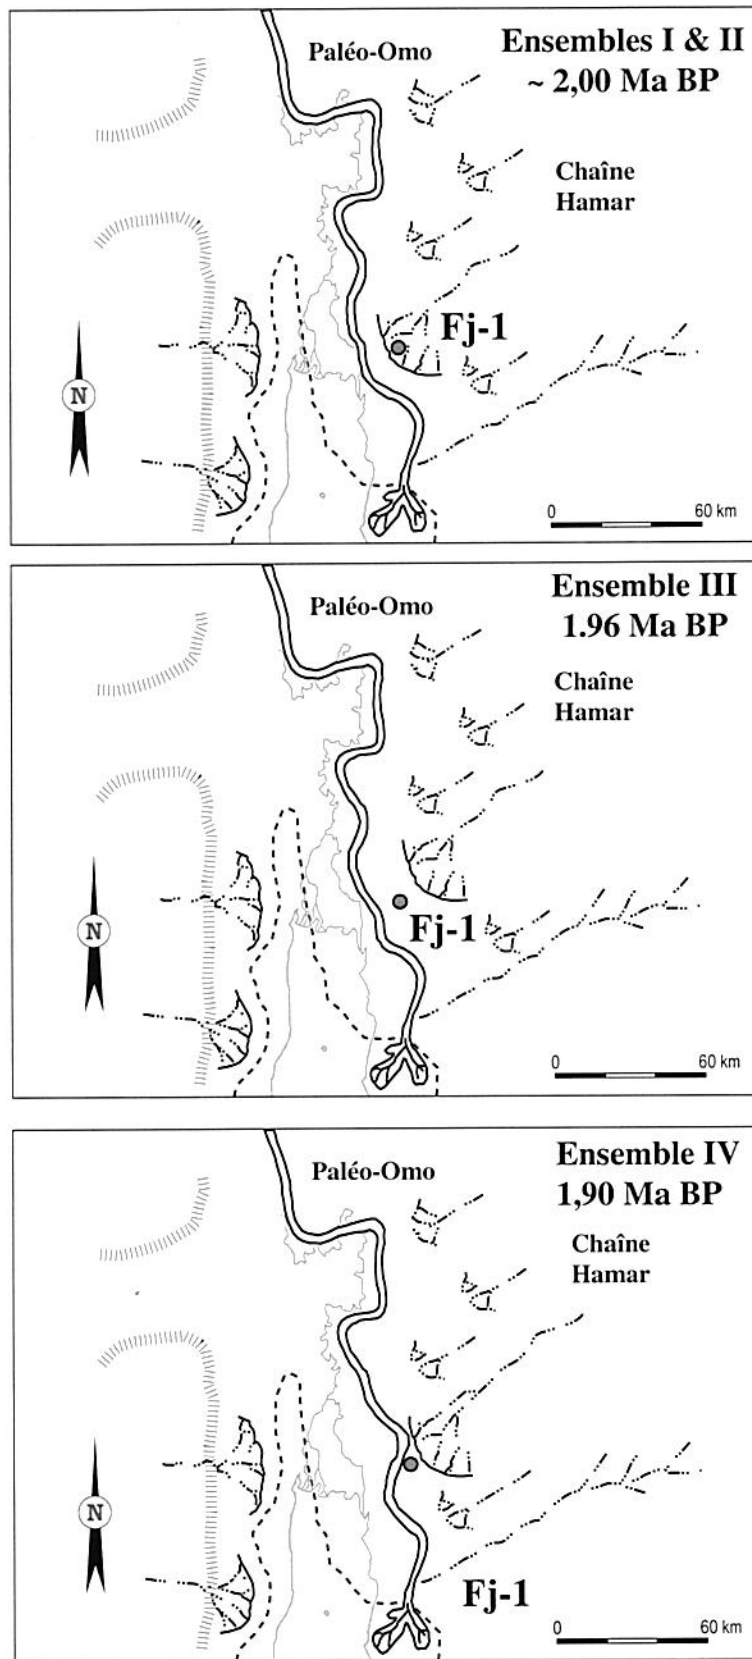 Paléo-Omo
Ensembles I & II
~ 2,00 Ma BP
Chaîne
Hamar
Fj-1
N
0 60 km
Ensemble III
1.96 Ma BP
Paléo-Omo
Chaîne
Hamar
Fj-1
N
0 60 km
Ensemble IV
1,90 Ma BP
Paléo-Omo
Chaîne
Hamar
N
Fj-1
0 60 km